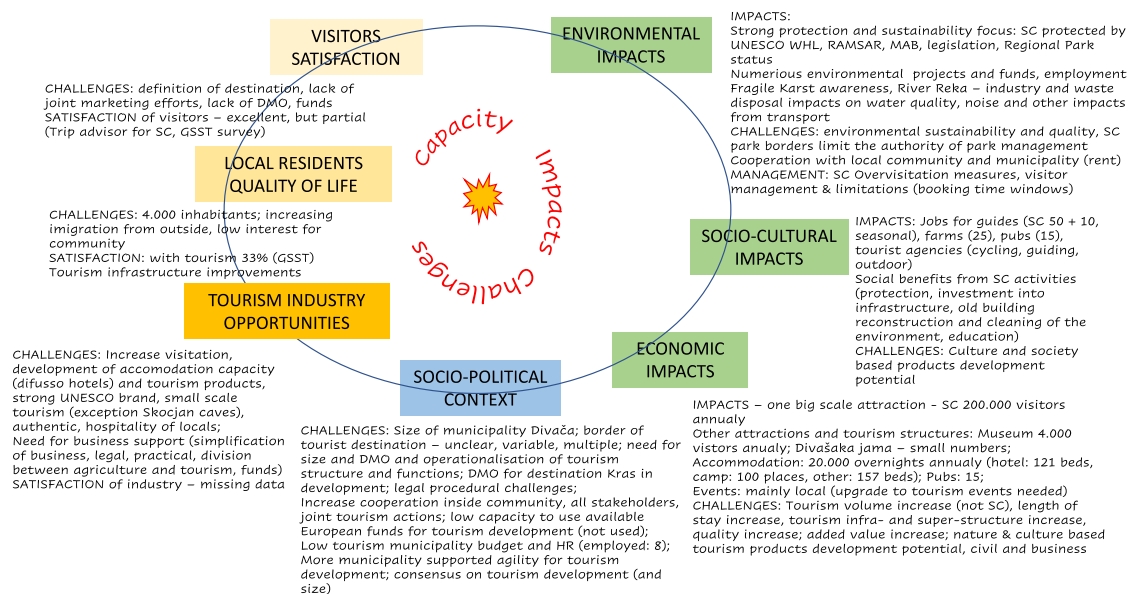 VISITORS
SATISFACTION
CHALLENGES: definition of destination, lack of
joint marketing efforts, lack of DMO, funds
SATISFACTION of visitors – excellent, but partial
(Trip advisor for SC, GSST survey)
LOCAL RESIDENTS
QUALITY OF LIFE
CHALLENGES: 4.000 inhabitants; increasing
imigration from outside, low interest for
community
SATISFACTION: with tourism 33% (GSST)
Tourism infrastructure improvements
TOURISM INDUSTRY
OPPORTUNITIES
CHALLENGES: Increase visitation,
development of accomodation capacity
(difusso hotels) and tourism products,
strong UNESCO brand, small scale
tourism (exception Skocjan caves),
authentic, hospitality of locals;
Need for business support (simplification
of business, legal, practical, division
between agriculture and tourism, funds)
SATISFACTION of industry – missing data
Capacity
Impacts
Challenges
SOCIO-POLITICAL
CONTEXT
CHALLENGES: Size of municipality Divača; border of
tourist destination – unclear, variable, multiple; need for
size and DMO and operationalisation of tourism
structure and functions; DMO for destination Kras in
development; legal procedural challenges;
Increase cooperation inside community, all stakeholders,
joint tourism actions; low capacity to use available
European funds for tourism development (not used);
Low tourism municipality budget and HR (employed: 8);
More municipality supported agility for tourism
development; consensus on tourism development (and
size)
ENVIRONMENTAL
IMPACTS
IMPACTS:
Strong protection and sustainability focus: SC protected by
UNESCO WHL, RAMSAR, MAB, legislation, Regional Park
status
Numerous environmental projects and funds, employment
Fragile Karst awareness, River Reka – industry and waste
disposal impacts on water quality, noise and other impacts
from transport
CHALLENGES: environmental sustainability and quality, SC
park borders limit the authority of park management
Cooperation with local community and municipality (rent)
MANAGEMENT: SC Overvisitation measures, visitor
management & limitations (booking time windows)
SOCIO-CULTURAL
IMPACTS
IMPACTS: Jobs for guides (SC 50 + 10,
seasonal), farms (25), pubs (15),
tourist agencies (cycling, guiding,
outdoor)
Social benefits from SC activities
(protection, investment into
infrastructure, old building
reconstruction and cleaning of the
environment, education)
CHALLENGES: Culture and society
based products development
potential
ECONOMIC
IMPACTS
IMPACTS – one big scale attraction - SC 200.000 visitors
annualy
Other attractions and tourism structures: Museum 4.000
vistors anualy; Divašaka jama – small numbers;
Accommodation: 20.000 overnights annualy (hotel: 121 beds,
camp: 100 places, other: 157 beds); Pubs: 15;
Events: mainly local (upgrade to tourism events needed)
CHALLENGES: Tourism volume increase (not SC), length of
stay increase, tourism infra- and super-structure increase,
quality increase; added value increase; nature & culture based
tourism products development potential, civil and business